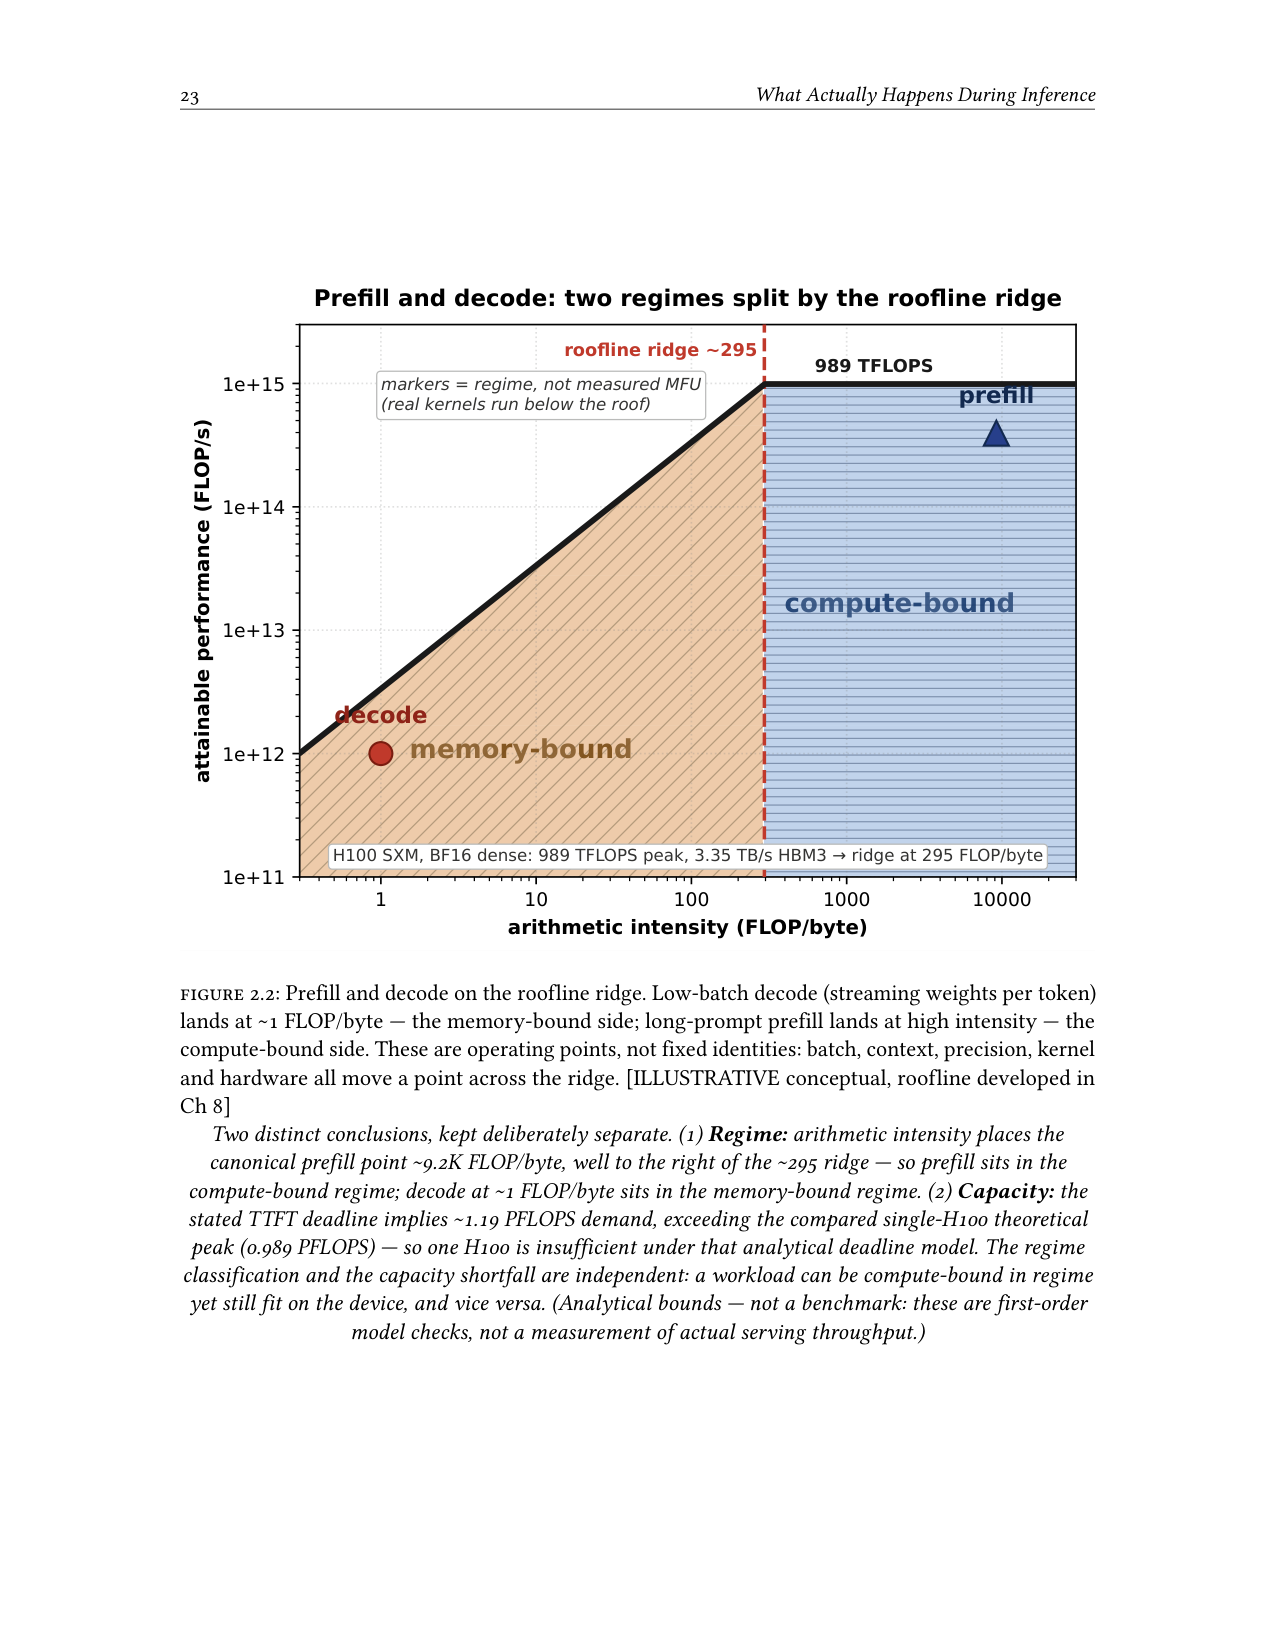 23 What Actually Happens During Inference
Prefill and decode: two regimes split by the roofline ridge
roofline ridge ~295
989 TFLOPS
markers = regime, not measured MFU
(real kernels run below the roof)
prefill
compute-bound
decode
memory-bound
H100 SXM, BF16 dense: 989 TFLOPS peak, 3.35 TB/s HBM3 → ridge at 295 FLOP/byte
attainable performance (FLOP/s)
1e+15
1e+14
1e+13
1e+12
1e+11
1 10 100 1000 10000
arithmetic intensity (FLOP/byte)
FIGURE 2.2: Prefill and decode on the roofline ridge. Low-batch decode (streaming weights per token)
lands at ~1 FLOP/byte — the memory-bound side; long-prompt prefill lands at high intensity — the
compute-bound side. These are operating points, not fixed identities: batch, context, precision, kernel
and hardware all move a point across the ridge. [ILLUSTRATIVE conceptual, roofline developed in
Ch 8]
Two distinct conclusions, kept deliberately separate. (1) Regime: arithmetic intensity places the
canonical prefill point ~9.2K FLOP/byte, well to the right of the ~295 ridge — so prefill sits in the
compute-bound regime; decode at ~1 FLOP/byte sits in the memory-bound regime. (2) Capacity: the
stated TTFT deadline implies ~1.19 PFLOPS demand, exceeding the compared single-H100 theoretical
peak (0.989 PFLOPS) — so one H100 is insufficient under that analytical deadline model. The regime
classification and the capacity shortfall are independent: a workload can be compute-bound in regime
yet still fit on the device, and vice versa. (Analytical bounds — not a benchmark: these are first-order
model checks, not a measurement of actual serving throughput.)